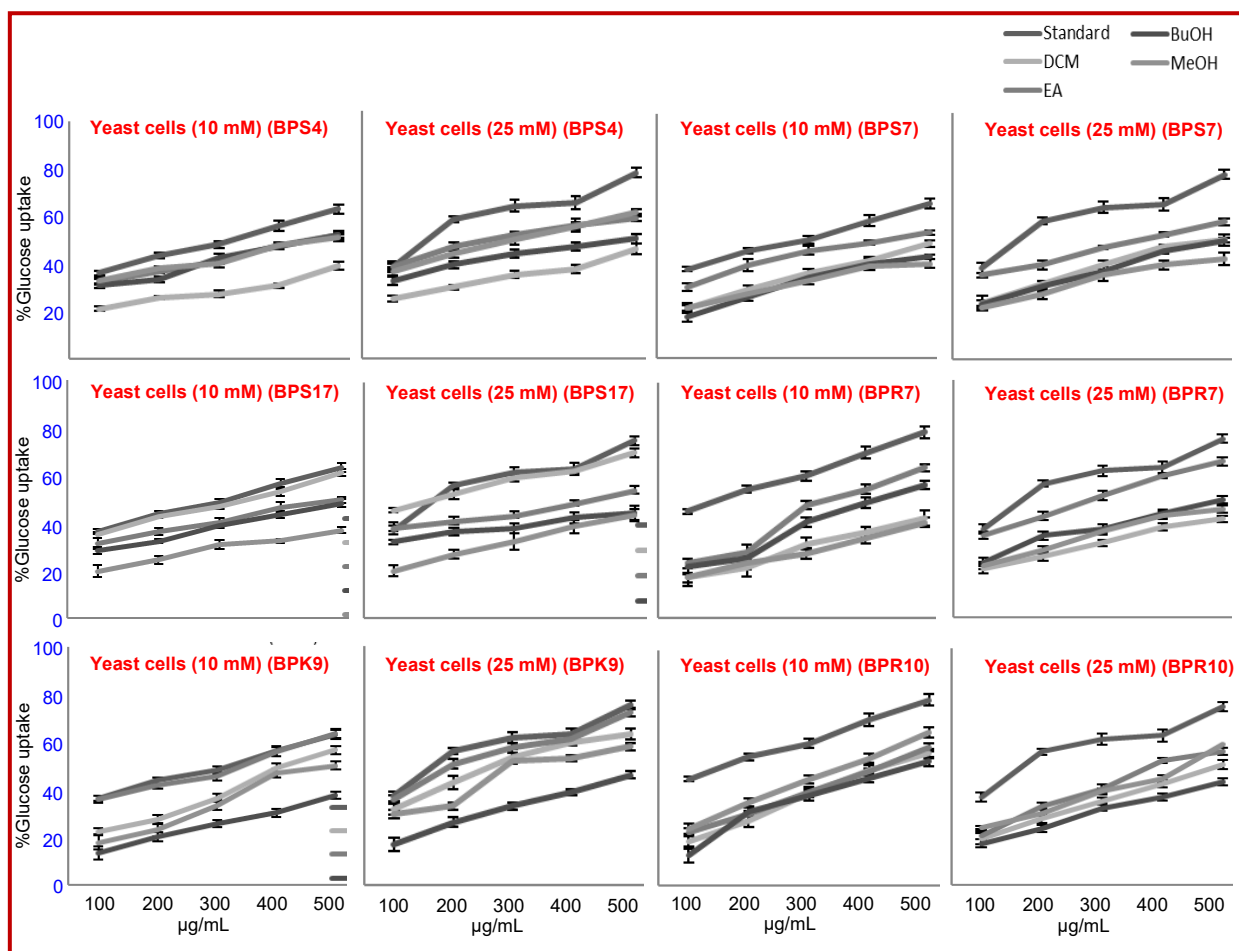 Standard BuOH
DCM MeOH
EA
Yeast cells (10 mM) (BPS4) Yeast cells (25 mM) (BPS4) Yeast cells (10 mM) (BPS7) Yeast cells (25 mM) (BPS7)
%Glucose uptake
100
80
60
40
20
Yeast cells (10 mM) (BPS17) Yeast cells (25 mM) (BPS17) Yeast cells (10 mM) (BPR7) Yeast cells (25 mM) (BPR7)
%Glucose uptake
100
80
60
40
20
0
Yeast cells (10 mM) (BPK9) Yeast cells (25 mM) (BPK9) Yeast cells (10 mM) (BPR10) Yeast cells (25 mM) (BPR10)
%Glucose uptake
100
80
60
40
20
0
100 200 300 400 500 100 200 300 400 500 100 200 300 400 500 100 200 300 400 500
µg/mL µg/mL µg/mL µg/mL